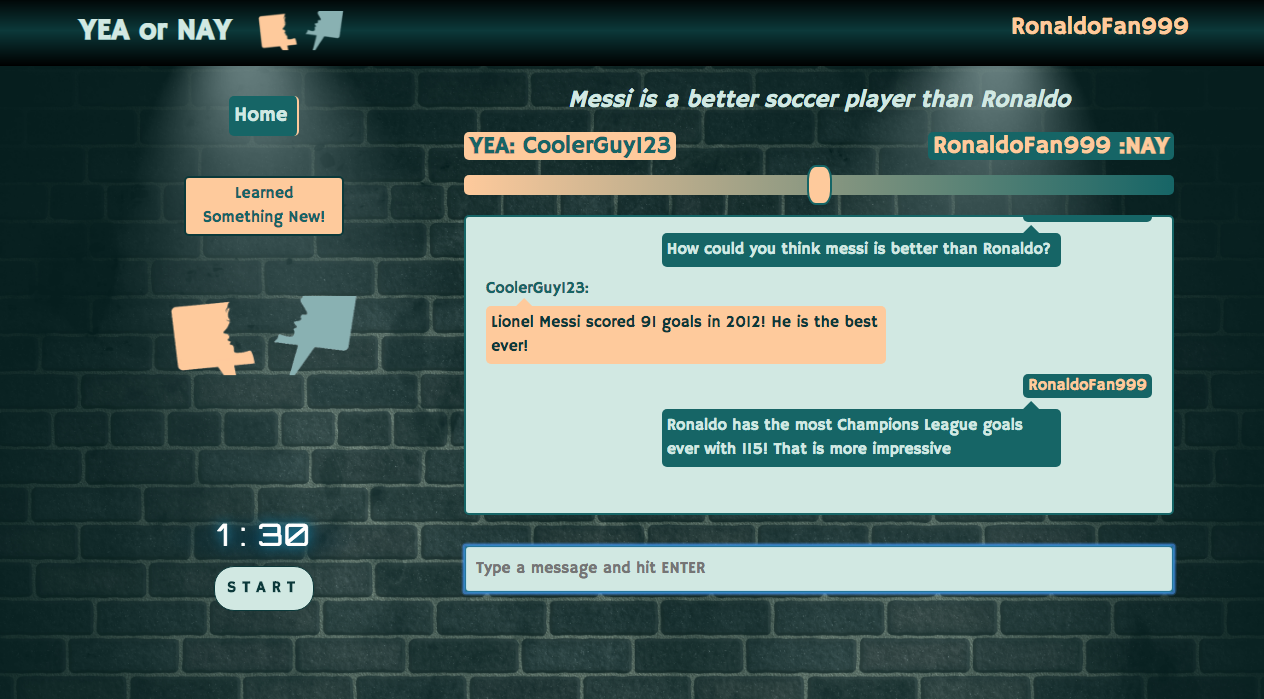 YEA or NAY
RonaldoFan999
Messi is a better soccer player than Ronaldo
Home
YEA: CoolerGuy123
RonaldoFan999 :NAY
Learned
Something New!
How could you think messi is better than Ronaldo?
CoolerGuy123:
Lionel Messi scored 91 goals in 2012! He is the best
ever!
RonaldoFan999
Ronaldo has the most Champions League goals
ever with 115! That is more impressive
1:30
START
Type a message and hit ENTER